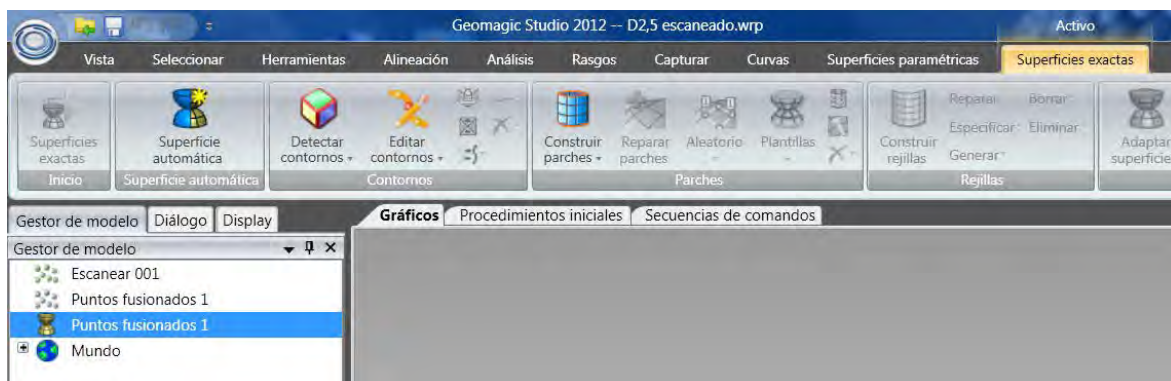 Geomagic Studio 2012 -- D2,5 escaneado.wrp
Activo
Vista Seleccionar Herramientas Alineación Análisis Rasgos Capturar Curvas Superficies paramétricas Superficies exactas
Superficies exactas
Inicio
Superficie automática
Superficie automática
Detectar contornos
Editar contornos
Contornos
Construir parches
Reparar parches
Aleatorio
Plantillas
Parches
Construir rejillas
Reparar
Especificar
Generar
Borrar
Eliminar
Rejillas
Adaptar superficie
Gestor de modelo Diálogo Display
Gráficos Procedimientos iniciales Secuencias de comandos
Gestor de modelo
Escanear 001
Puntos fusionados 1
Puntos fusionados 1
Mundo